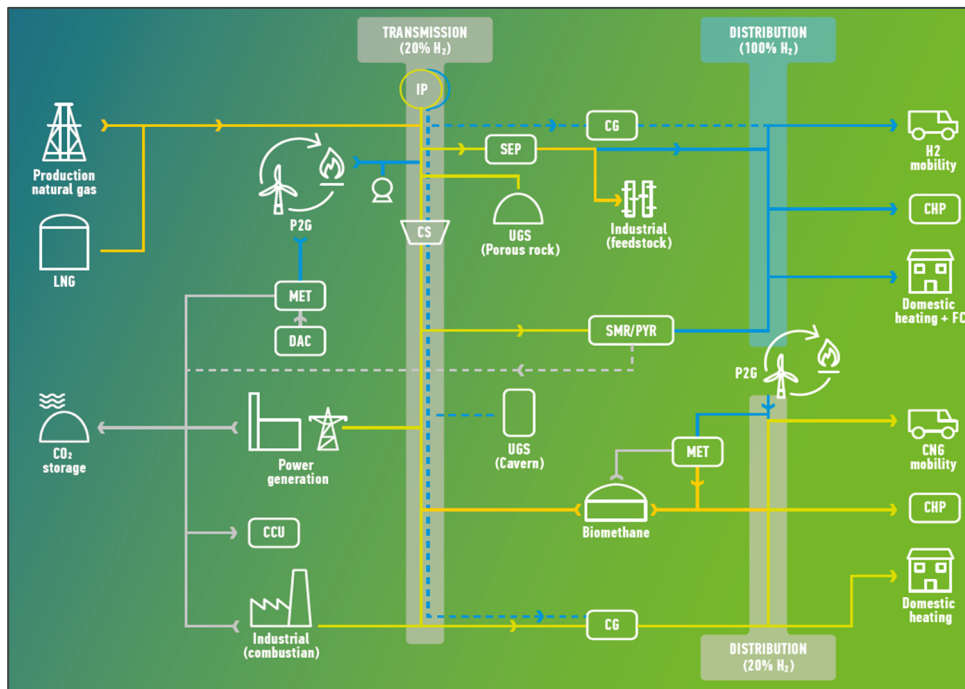 TRANSMISSION
(20% H₂)
DISTRIBUTION
(100% H₂)
IP
CG
Production
natural gas
SEP
H2
mobility
P2G
CS
UGS
(Porous rock)
Industrial
(feedstock)
CHP
LNG
MET
Domestic
heating + FC
DAC
SMR/PYR
P2G
CO₂
storage
Power
generation
UGS
(Cavern)
MET
CNG
mobility
CCU
Biomethane
CHP
Industrial
(combustian)
CG
Domestic
heating
DISTRIBUTION
(20% H₂)